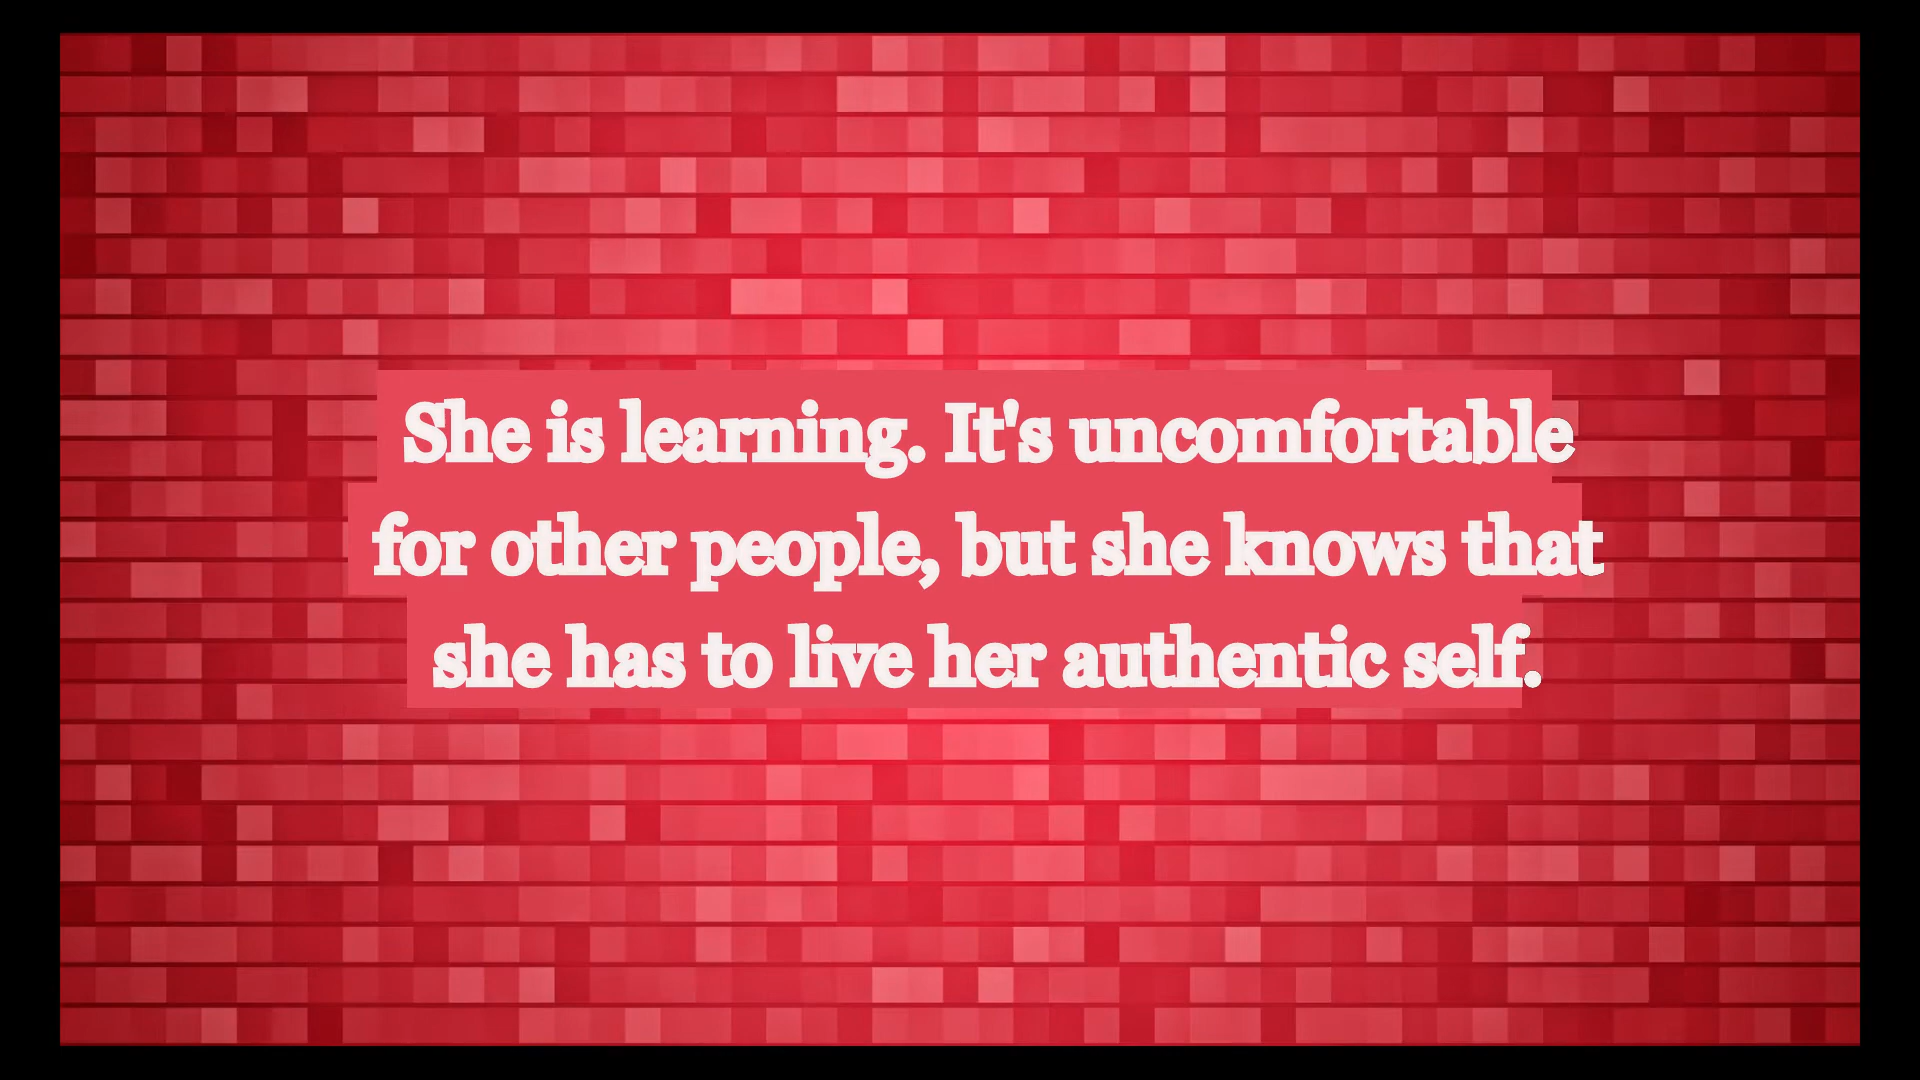 She is learning. It's uncomfortable
for other people, but she knows that
she has to live her authentic self.